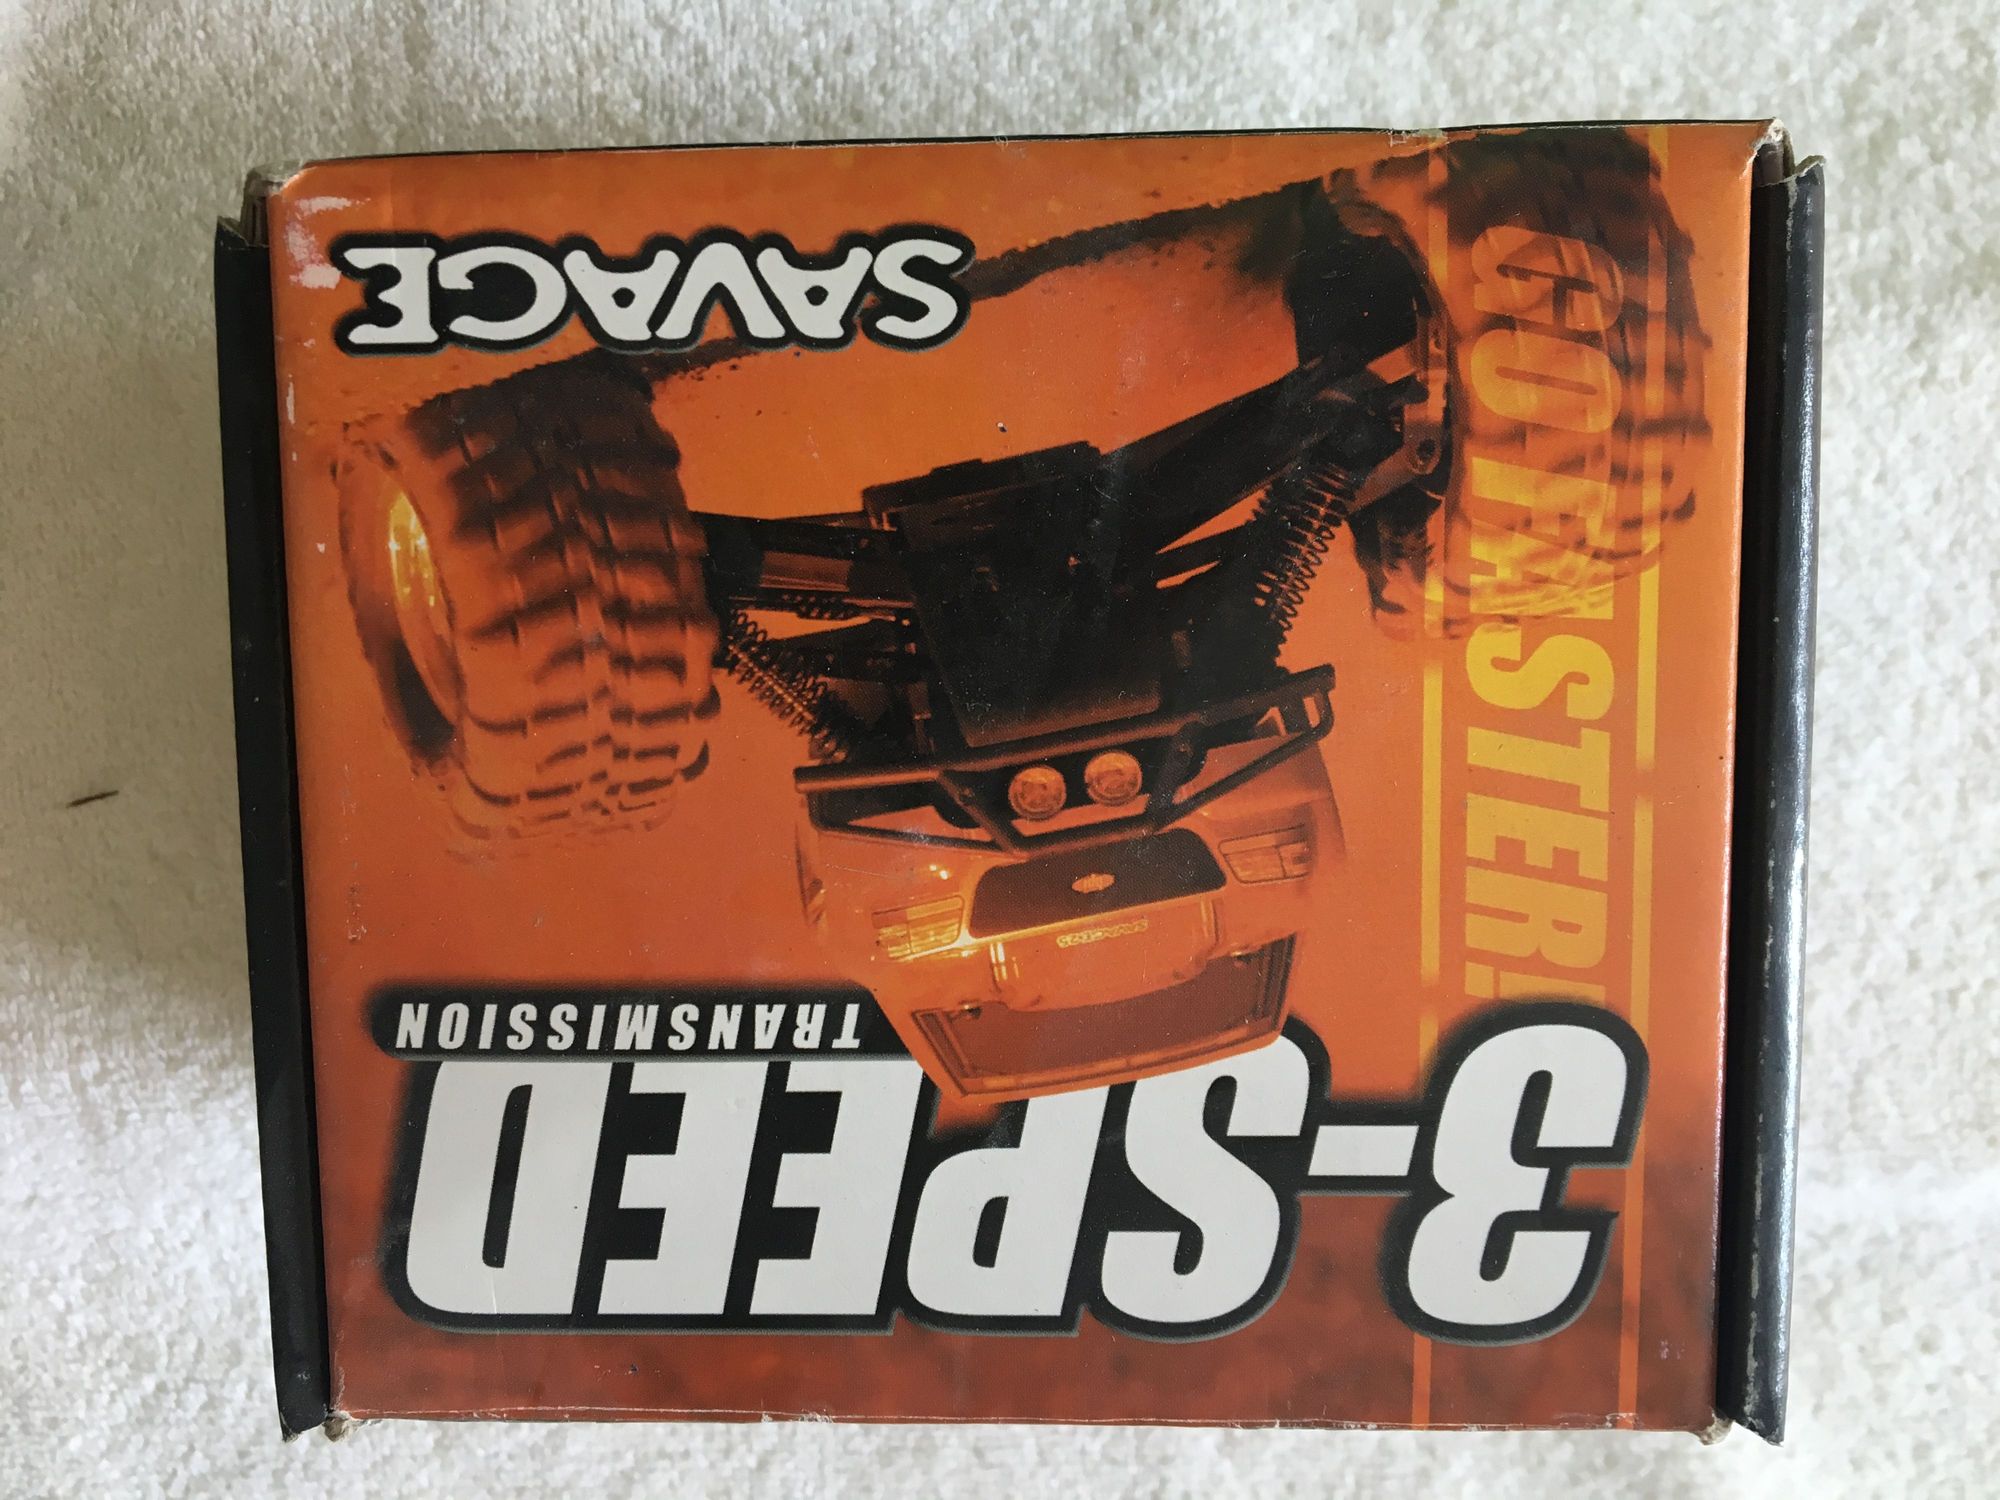 3-SPEED
TRANSMISSION
GO FASTER!
SAVAGE